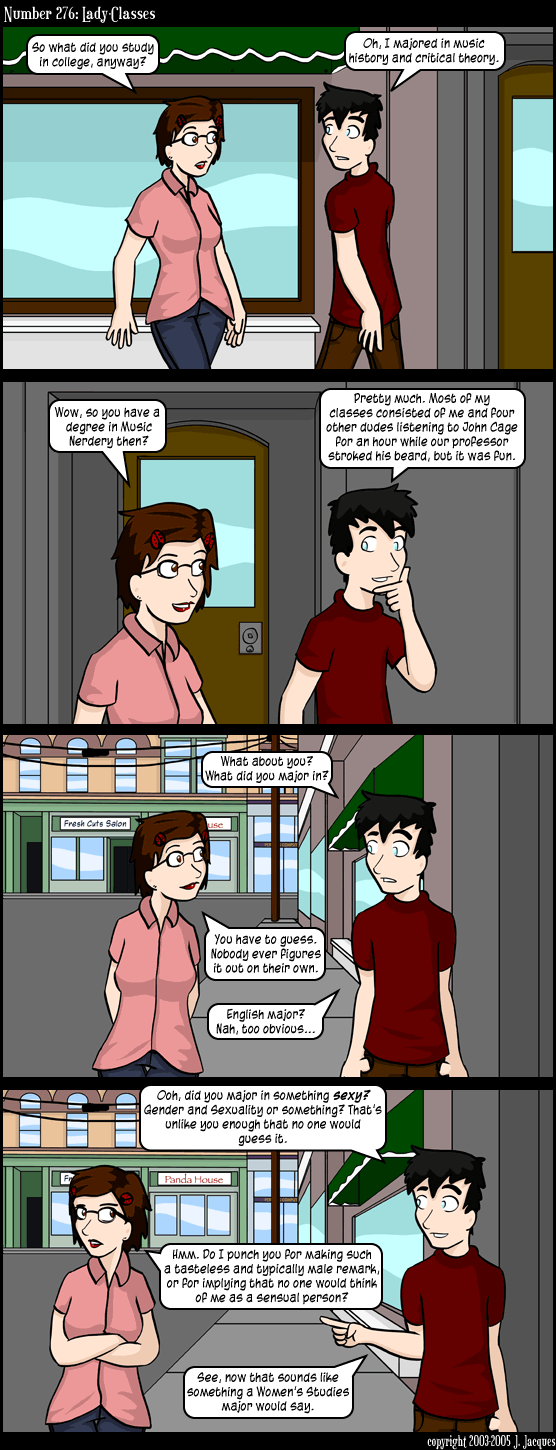 Number 276: Lady-Classes
So what did you study
in college, anyway?
Oh, I majored in music
history and critical theory.
Wow, so you have a
degree in Music
Nerdery then?
Pretty much. Most of my
classes consisted of me and four
other dudes listening to John Cage
for an hour while our professor
stroked his beard, but it was fun.
What about you?
What did you major in?
Fresh Cuts Salon
use
You have to guess.
Nobody ever figures
it out on their own.
English major?
Nah, too obvious...
Ooh, did you major in something sexy?
Gender and Sexuality or something? That's
unlike you enough that no one would
guess it.
Fr
Panda House
Hmm. Do I punch you for making such
a tasteless and typically male remark,
or for implying that no one would think
of me as a sensual person?
See, now that sounds like
something a Women's Studies
major would say.
copyright 2003-2005 J. Jacques